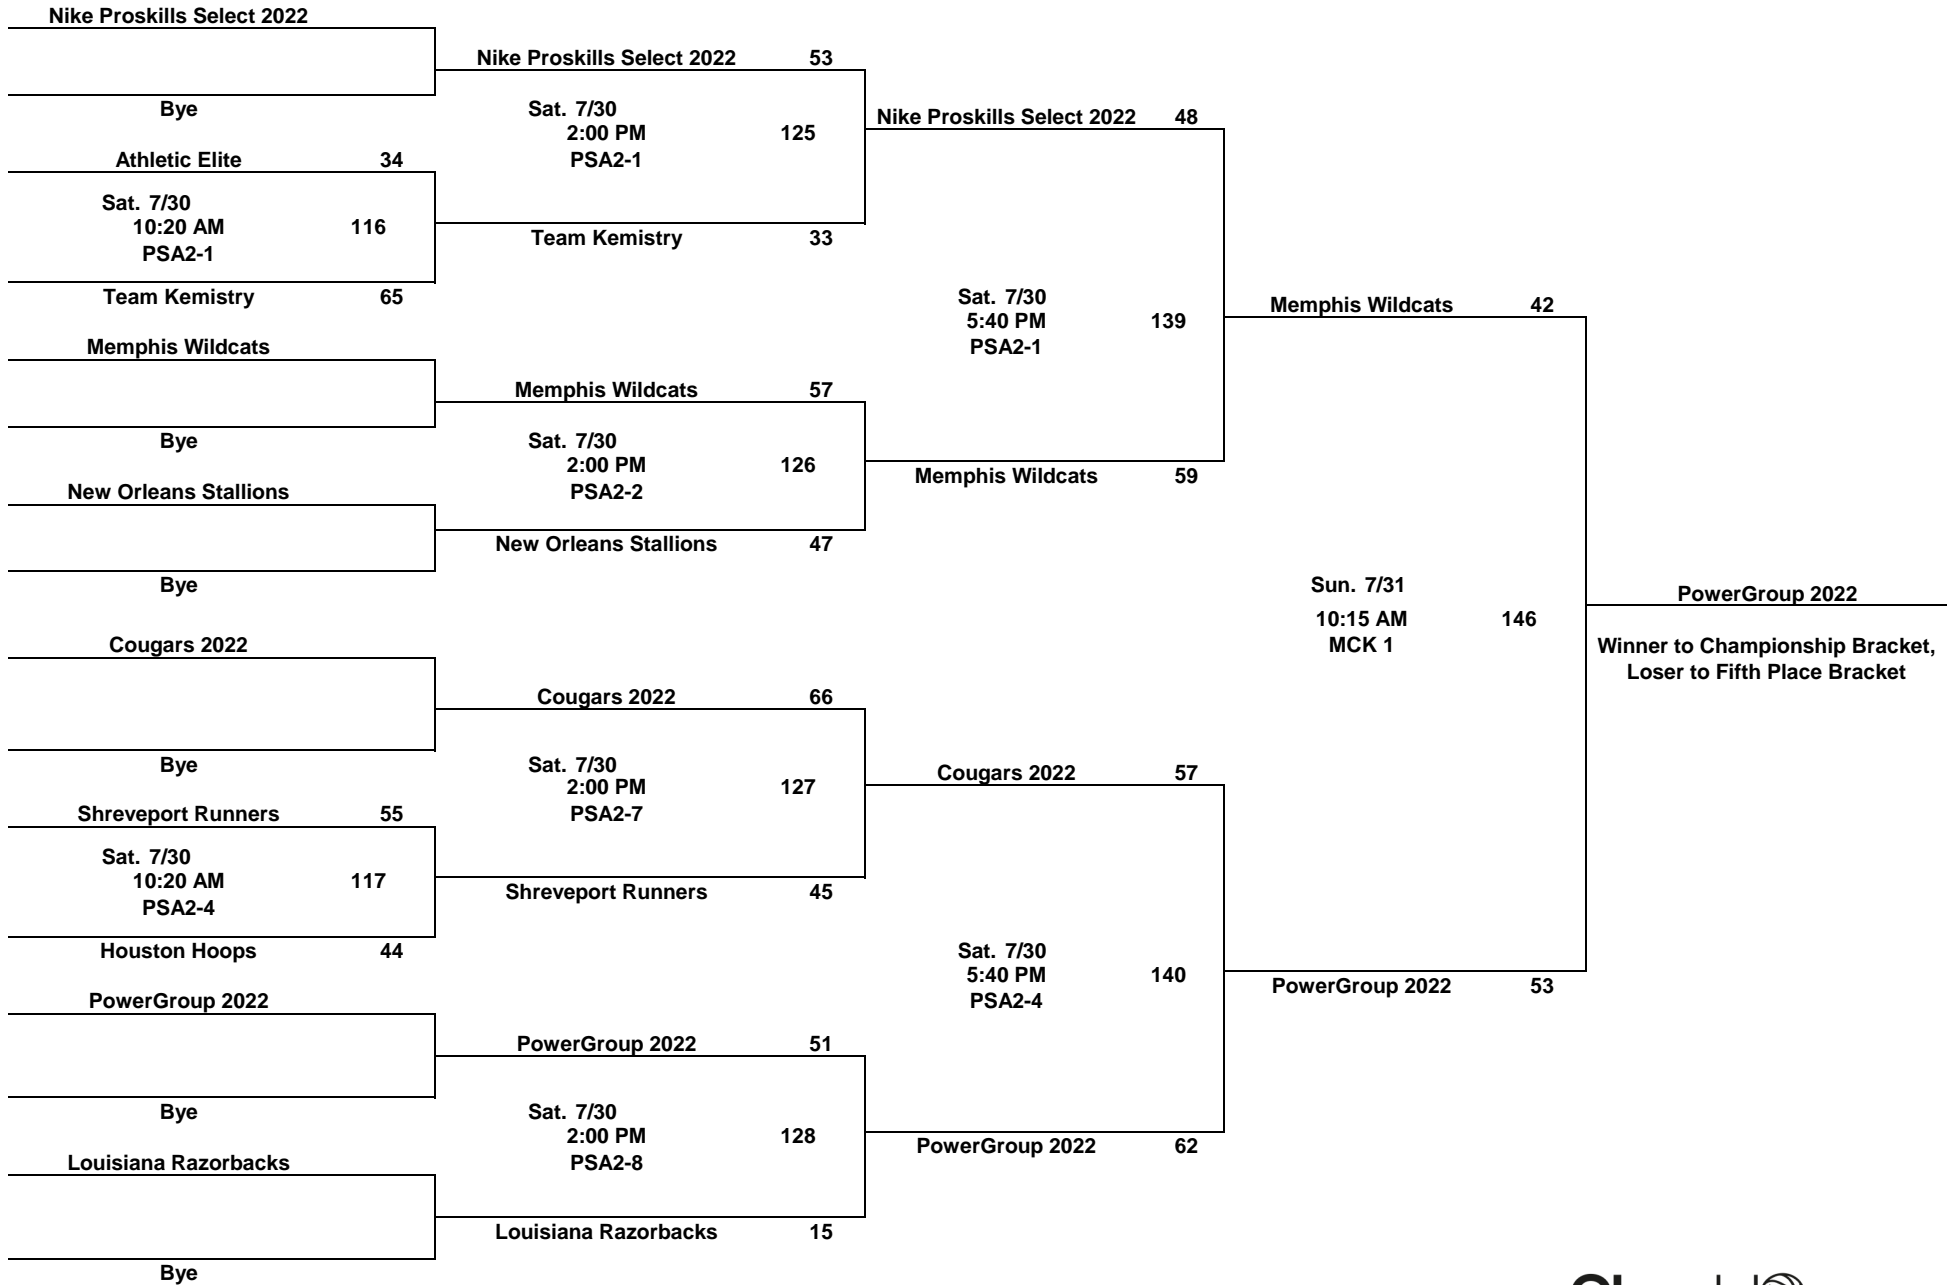 Nike Proskills Select 2022
Bye
Athletic Elite 34
Sat. 7/30
10:20 AM 116
PSA2-1
Team Kemistry 65
Memphis Wildcats
Bye
New Orleans Stallions
Bye
Cougars 2022
Bye
Shreveport Runners 55
Sat. 7/30
10:20 AM 117
PSA2-4
Houston Hoops 44
PowerGroup 2022
Bye
Louisiana Razorbacks
Bye
Nike Proskills Select 2022 53
Sat. 7/30
2:00 PM 125
PSA2-1
Team Kemistry 33
Memphis Wildcats 57
Sat. 7/30
2:00 PM 126
PSA2-2
New Orleans Stallions 47
Cougars 2022 66
Sat. 7/30
2:00 PM 127
PSA2-7
Shreveport Runners 45
PowerGroup 2022 51
Sat. 7/30
2:00 PM 128
PSA2-8
Louisiana Razorbacks 15
Nike Proskills Select 2022 48
Sat. 7/30
5:40 PM 139
PSA2-1
Memphis Wildcats 59
Cougars 2022 57
Sat. 7/30
5:40 PM 140
PSA2-4
PowerGroup 2022 62
Memphis Wildcats 42
Sun. 7/31
10:15 AM 146
MCK 1
PowerGroup 2022 53
PowerGroup 2022
Winner to Championship Bracket,
Loser to Fifth Place Bracket